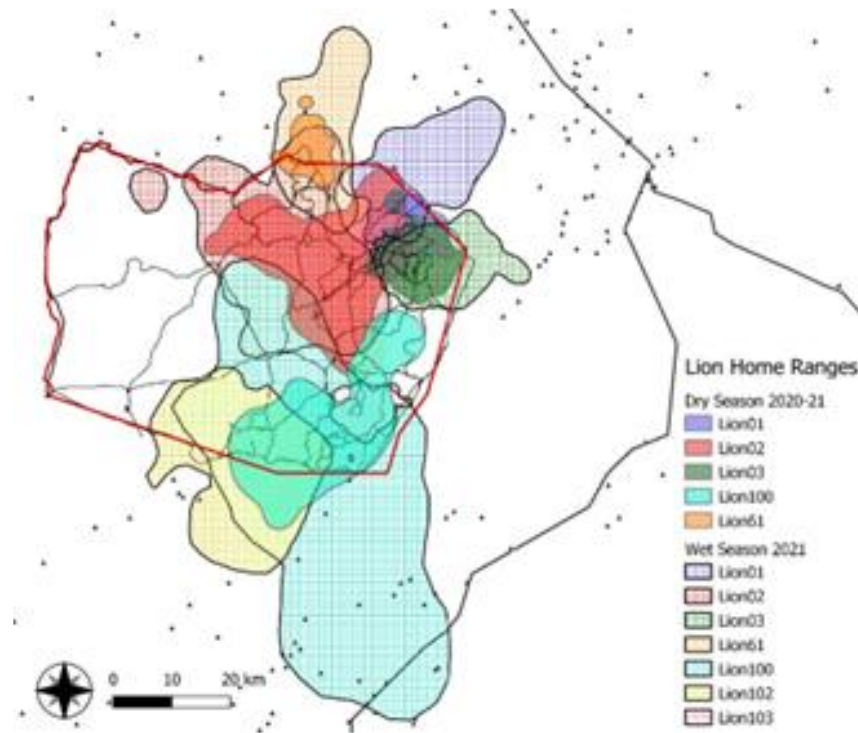 Lion Home Ranges
Dry Season 2020-21
Lion01
Lion02
Lion03
Lion100
Lion61
Wet Season 2021
Lion01
Lion02
Lion03
Lion61
Lion100
Lion102
Lion103
0 10 20 km